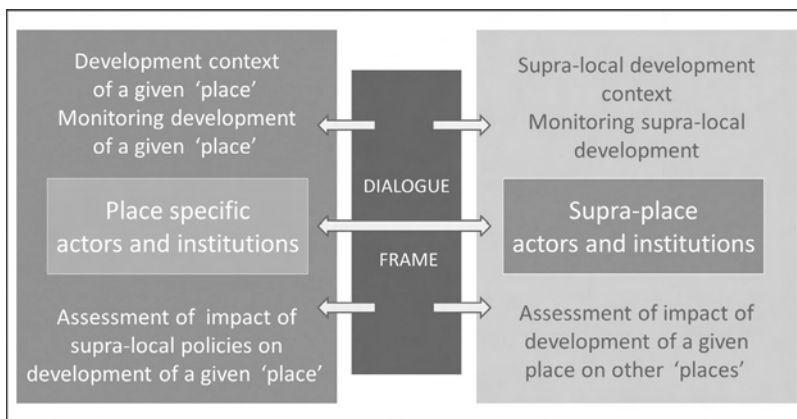 Development context
of a given ‘place’
Monitoring development
of a given ‘place’
Place specific
actors and institutions
Assessment of impact of
supra-local policies on
development of a given ‘place’
DIALOGUE
FRAME
Supra-local development
context
Monitoring supra-local
development
Supra-place
actors and institutions
Assessment of impact of
development of a given
place on other ‘places’